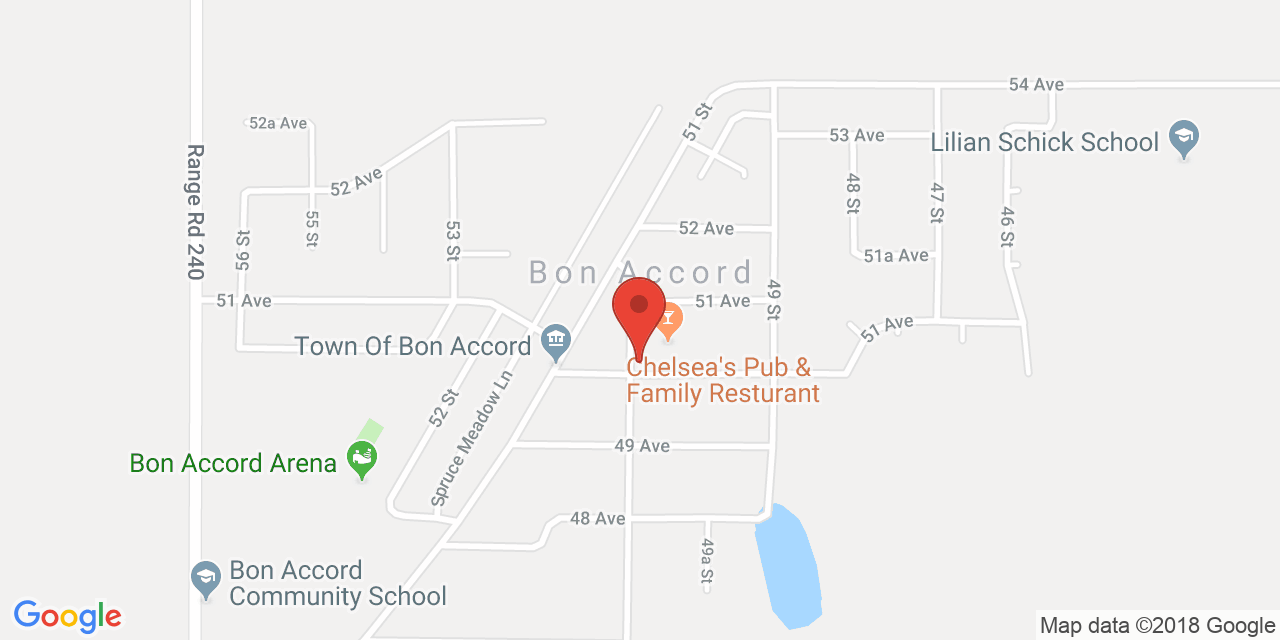 54 Ave
51 St
52a Ave
53 Ave
Lilian Schick School
Range Rd 240
52 Ave
48 St
47 St
46 St
55 St
53 St
52 Ave
56 St
51a Ave
Bon Accord
49 St
51 Ave
51 Ave
51 Ave
Town Of Bon Accord
Chelsea's Pub &
Family Resturant
52 St
Spruce Meadow Ln
49 Ave
Bon Accord Arena
48 Ave
49a St
Bon Accord
Community School
Google
Map data ©2018 Google